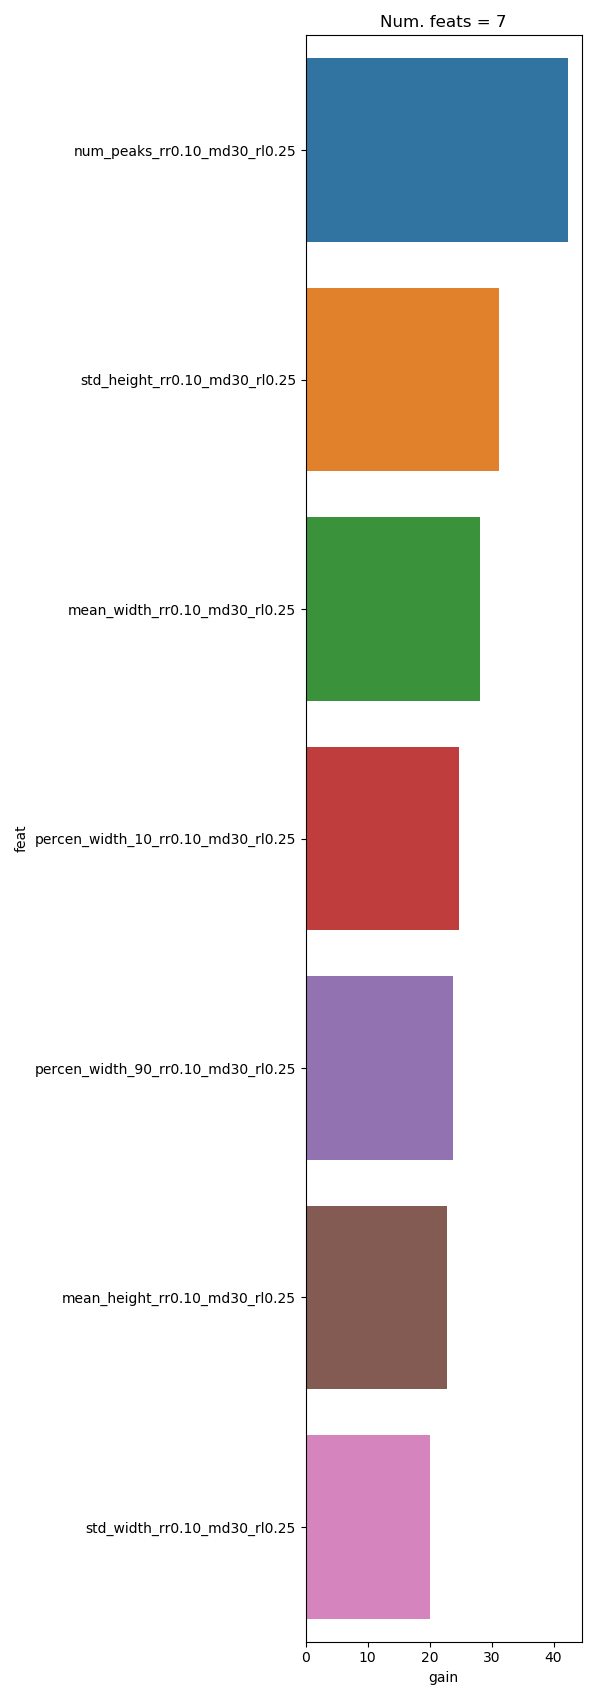 Num. feats = 7
num_peaks_rr0.10_md30_rl0.25
std_height_rr0.10_md30_rl0.25
mean_width_rr0.10_md30_rl0.25
percen_width_10_rr0.10_md30_rl0.25
feat
percen_width_90_rr0.10_md30_rl0.25
mean_height_rr0.10_md30_rl0.25
std_width_rr0.10_md30_rl0.25
0 10 20 30 40
gain